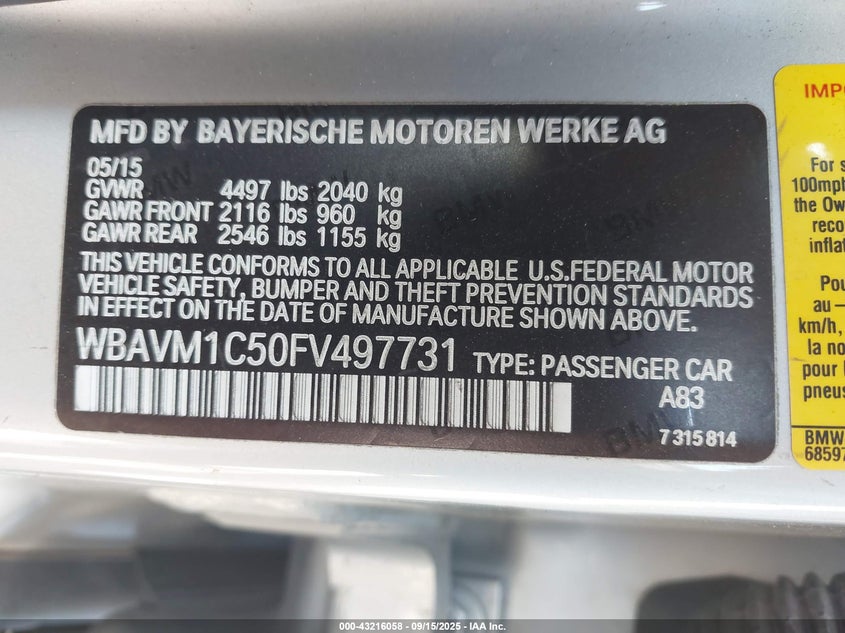 MFD BY BAYERISCHE MOTOREN WERKE AG
05/15
GVWR 4497 lbs 2040 kg
GAWR FRONT 2116 lbs 960 kg
GAWR REAR 2546 lbs 1155 kg
THIS VEHICLE CONFORMS TO ALL APPLICABLE U.S.FEDERAL MOTOR
VEHICLE SAFETY, BUMPER AND THEFT PREVENTION STANDARDS
IN EFFECT ON THE DATE OF MANUFACTURE SHOWN ABOVE.
WBAVM1C50FV497731 TYPE: PASSENGER CAR
A83
7315814
For s
100mph
the Ow
reco
inflat
Pou
au —
km/h,
la no
pour
pneus
BMW
68597
000-43216058 - 09/15/2025 - IAA, Inc.